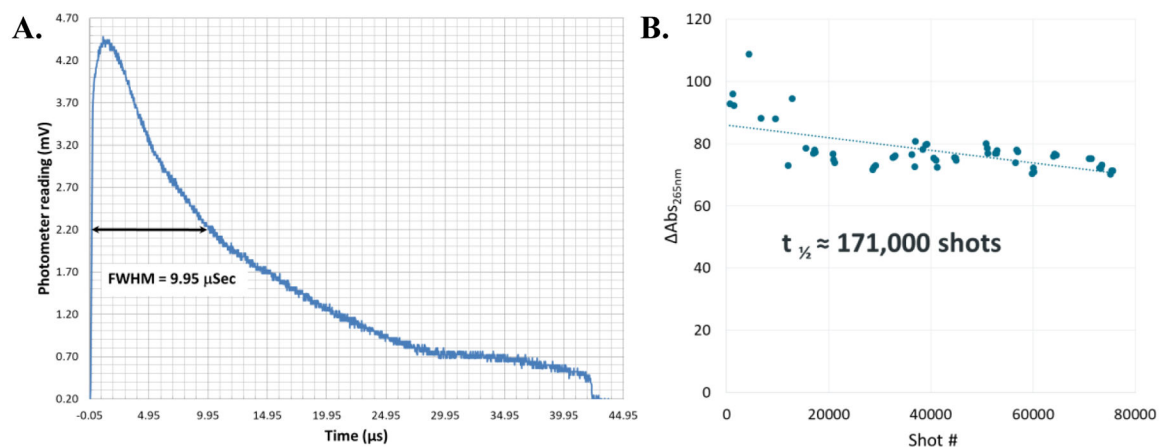 A.
4.70
4.20
3.70
3.20
2.70
2.20
1.70
1.20
0.70
0.20
Photometer reading (mV)
FWHM = 9.95 μSec
-0.05 4.95 9.95 14.95 19.95 24.95 29.95 34.95 39.95 44.95
Time (μs)
B.
120
100
80
60
40
20
0
ΔAbs265nm
t ½ ≈ 171,000 shots
0 20000 40000 60000 80000
Shot #